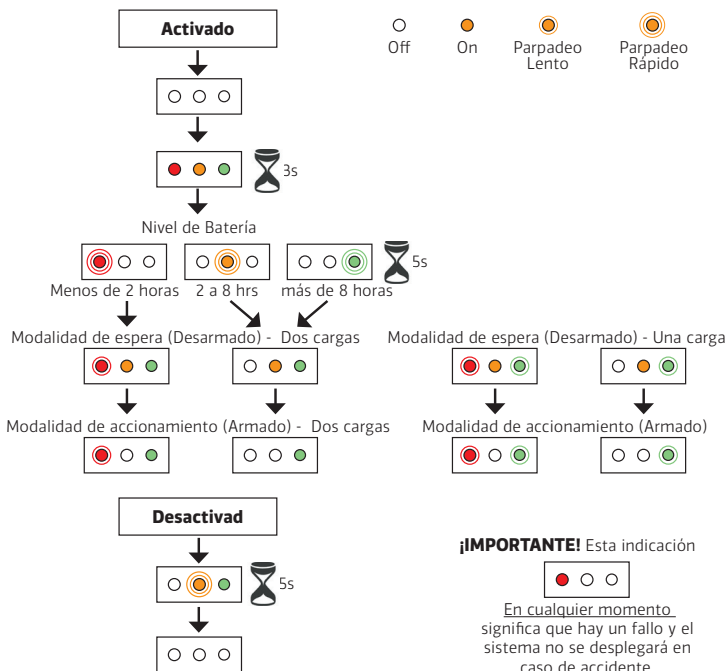 Activado
Off
On
Parpadeo
Lento
Parpadeo
Rápido
3s
Nivel de Batería
5s
Menos de 2 horas
2 a 8 hrs
más de 8 horas
Modalidad de espera (Desarmado) - Dos cargas
Modalidad de espera (Desarmado) - Una carga
Modalidad de accionamiento (Armado) - Dos cargas
Modalidad de accionamiento (Armado)
Desactivad
5s
¡IMPORTANTE! Esta indicación
En cualquier momento
significa que hay un fallo y el
sistema no se desplegará en
caso de accidente